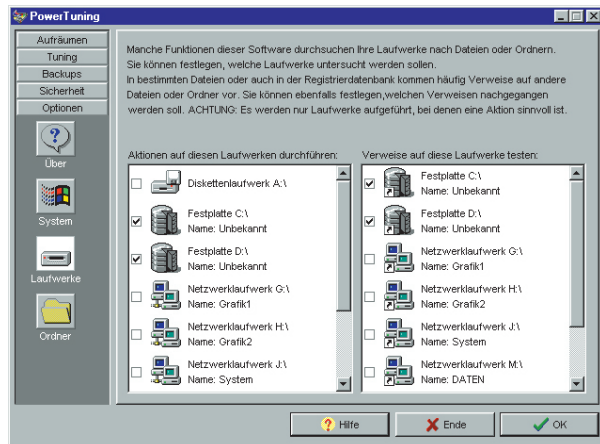 PowerTuning
Aufräumen
Tuning
Backups
Sicherheit
Optionen
Über
System
Laufwerke
Ordner
Manche Funktionen dieser Software durchsuchen Ihre Laufwerke nach Dateien oder Ordnern.
Sie können festlegen, welche Laufwerke untersucht werden sollen.
In bestimmten Dateien oder auch in der Registrierdatenbank kommen häufig Verweise auf andere
Dateien oder Ordner vor. Sie können ebenfalls festlegen,welchen Verweisen nachgegangen
werden soll. ACHTUNG: Es werden nur Laufwerke aufgeführt, bei denen eine Aktion sinnvoll ist.
Aktionen auf diesen Laufwerken durchführen:
Diskettenlaufwerk A:\
Festplatte C:\
Name: Unbekannt
Festplatte D:\
Name: Unbekannt
Netzwerklaufwerk G:\
Name: Grafik1
Netzwerklaufwerk H:\
Name: Grafik2
Netzwerklaufwerk J:\
Name: System
Verweise auf diese Laufwerke testen:
Festplatte C:\
Name: Unbekannt
Festplatte D:\
Name: Unbekannt
Netzwerklaufwerk G:\
Name: Grafik1
Netzwerklaufwerk H:\
Name: Grafik2
Netzwerklaufwerk J:\
Name: System
Netzwerklaufwerk M:\
Name: DATEN
Hilfe
Ende
OK